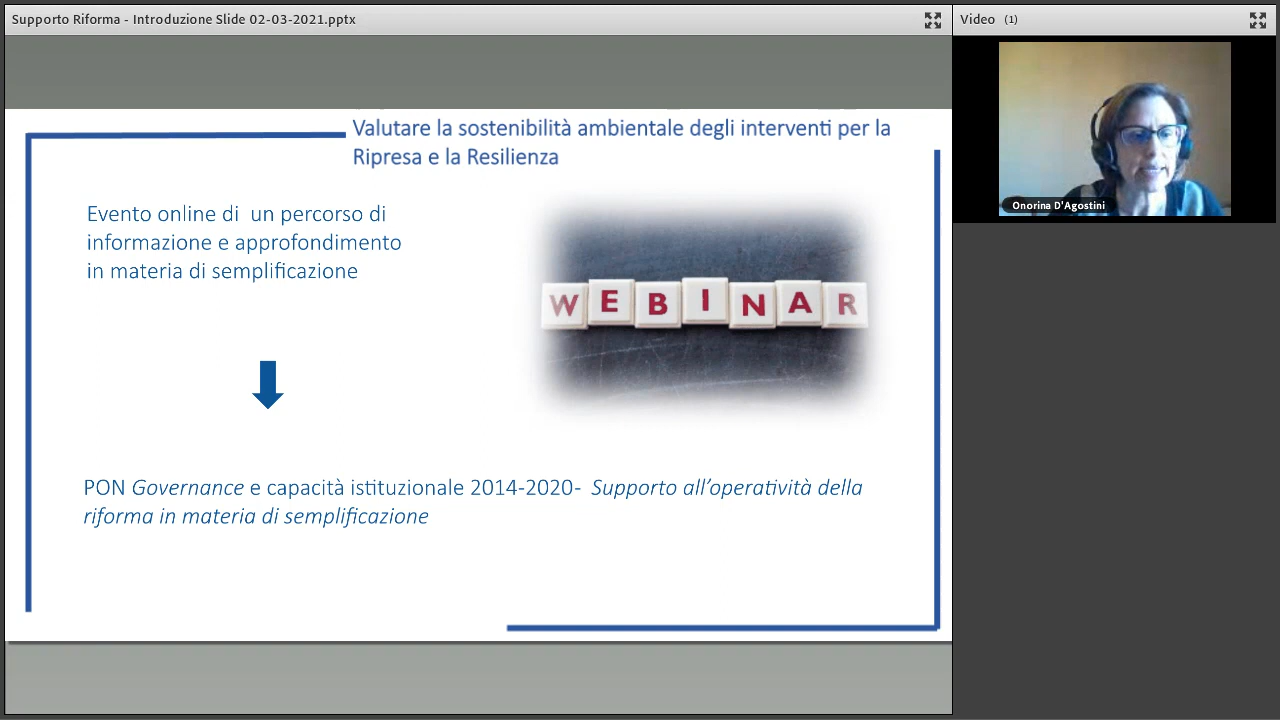 Supporto Riforma - Introduzione Slide 02-03-2021.pptx
Video (1)
Valutare la sostenibilità ambientale degli interventi per la
Ripresa e la Resilienza
Evento online di un percorso di
informazione e approfondimento
in materia di semplificazione
WEBINAR
PON Governance e capacità istituzionale 2014-2020- Supporto all'operatività della
riforma in materia di semplificazione
Onorina D'Agostini